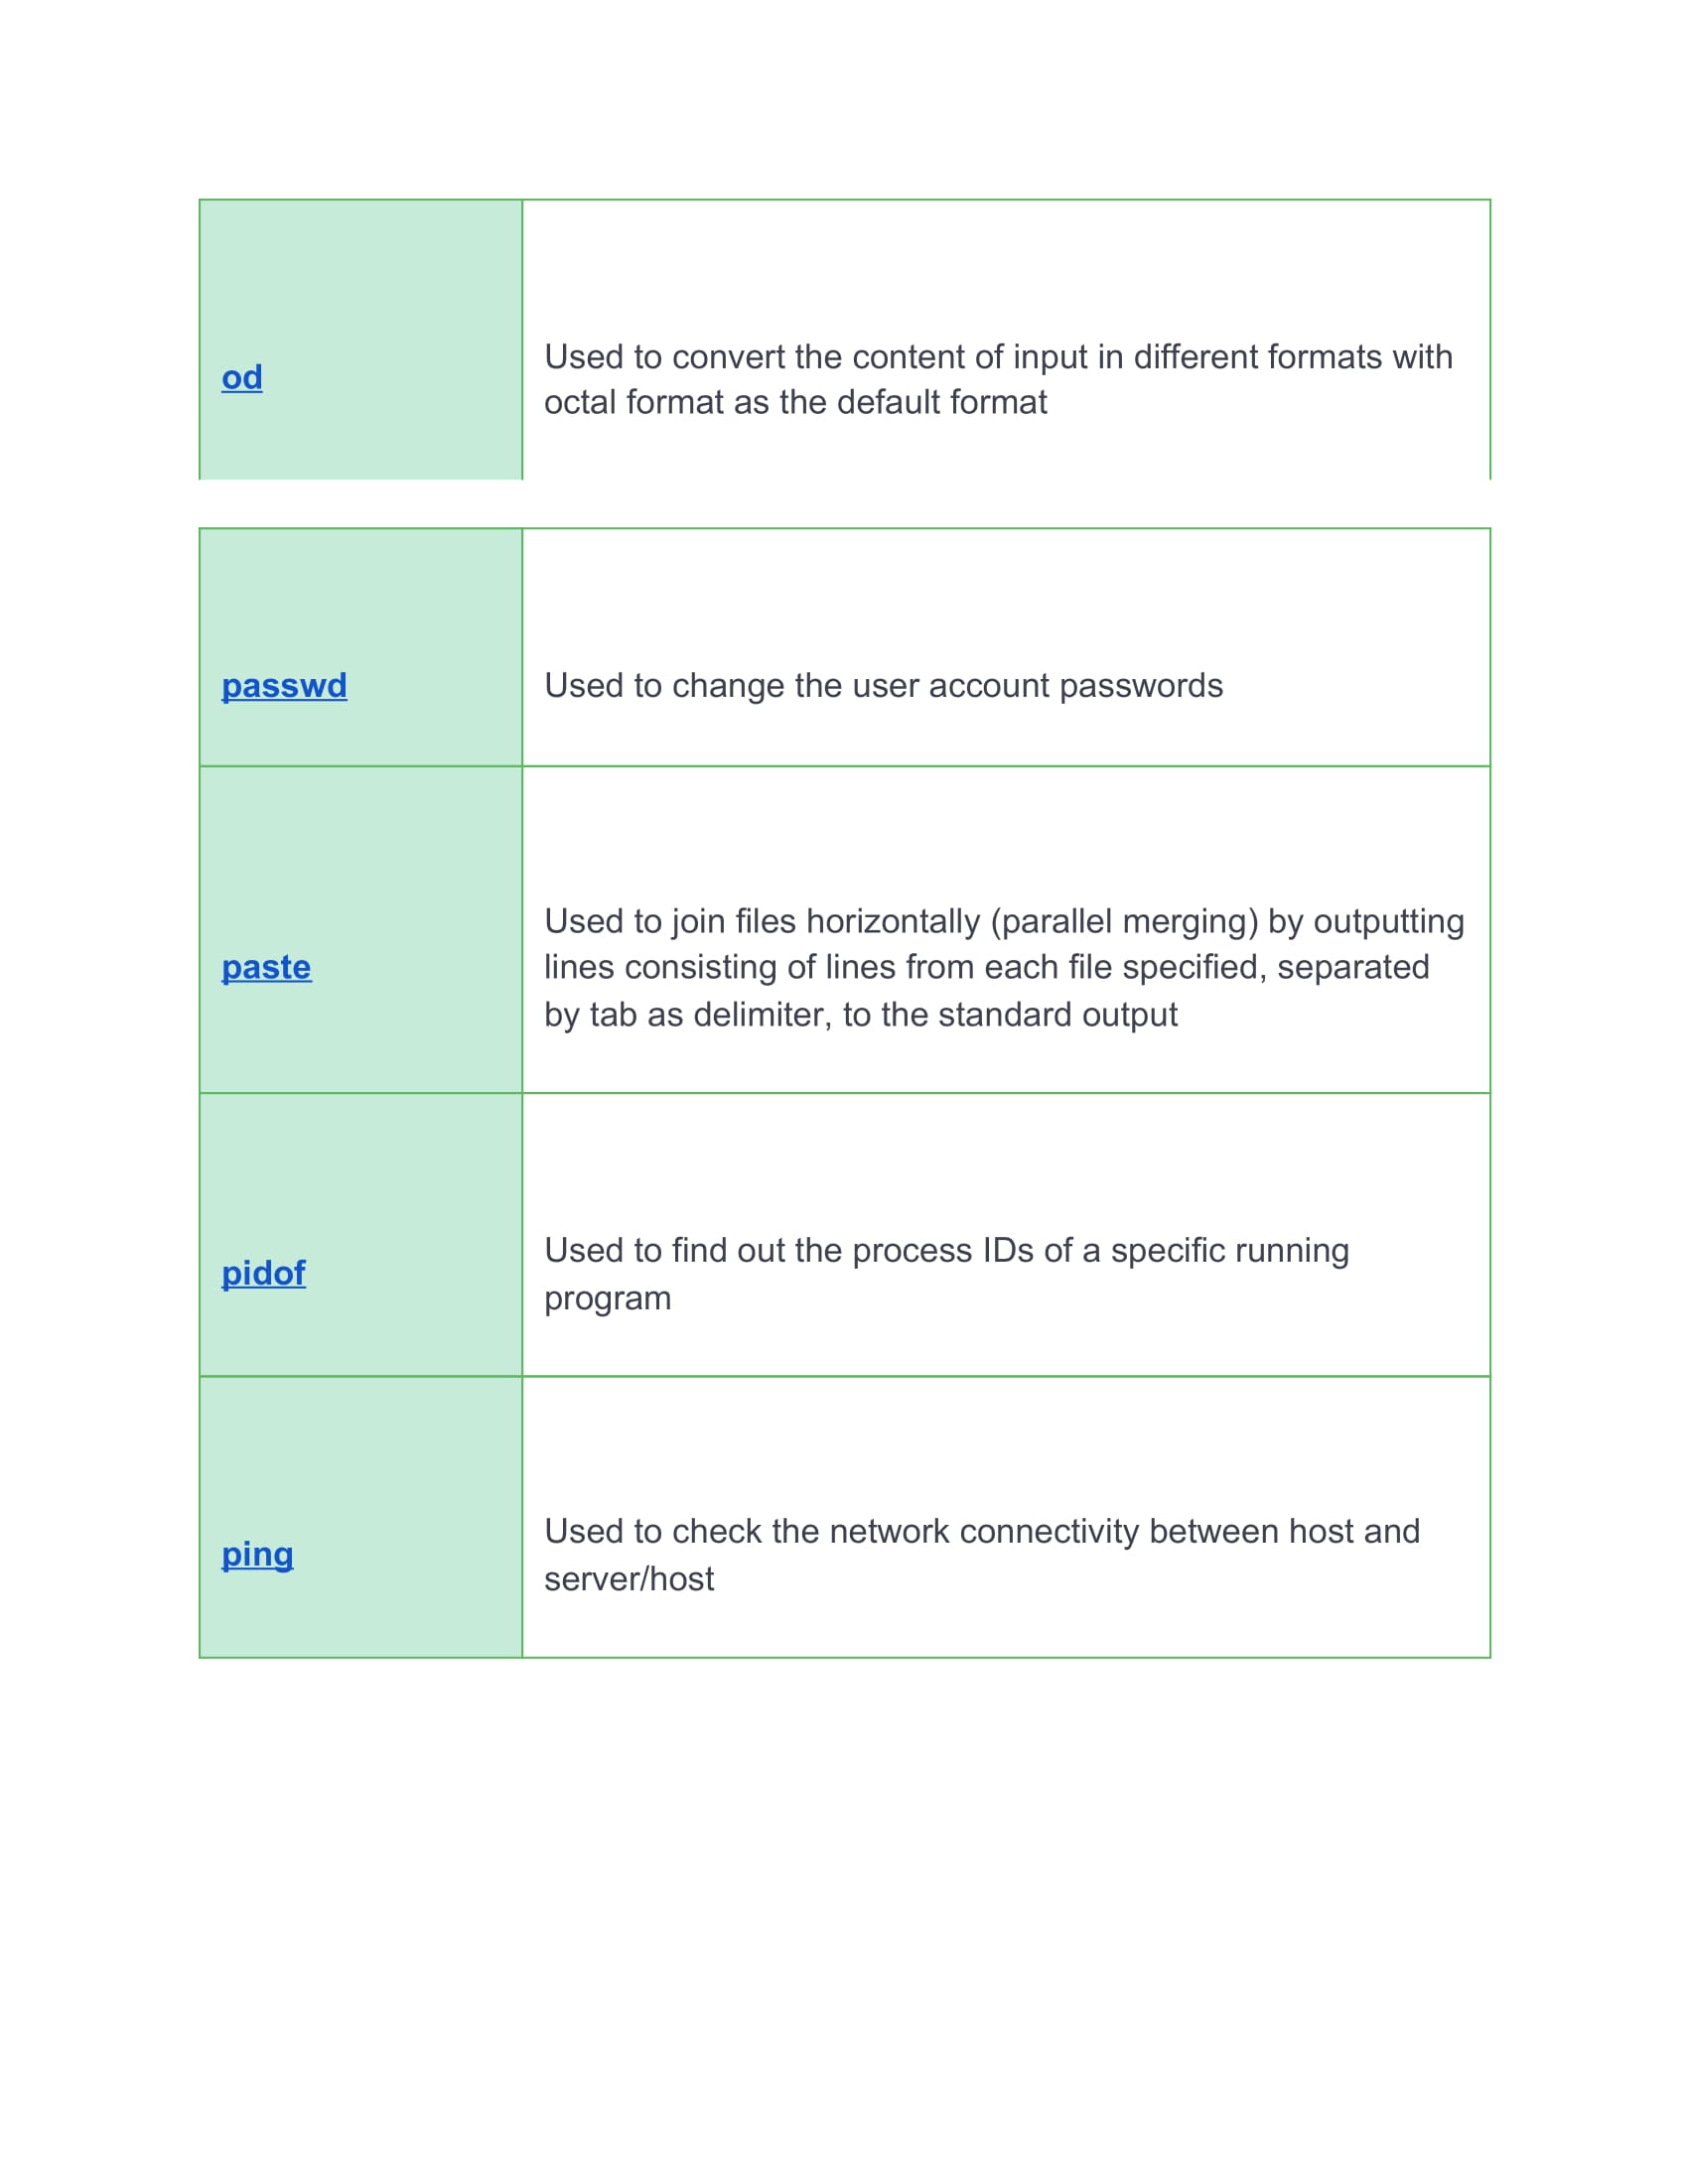 od
Used to convert the content of input in different formats with
octal format as the default format
passwd
Used to change the user account passwords
paste
Used to join files horizontally (parallel merging) by outputting
lines consisting of lines from each file specified, separated
by tab as delimiter, to the standard output
pidof
Used to find out the process IDs of a specific running
program
ping
Used to check the network connectivity between host and
server/host